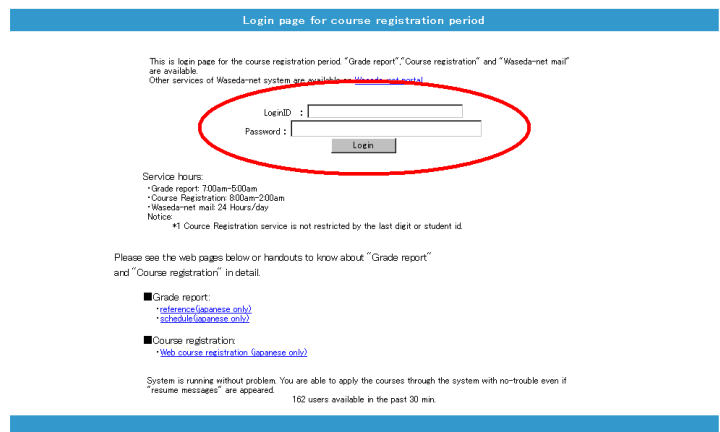 Login page for course registration period
This is login page for the course registration period. "Grade report","Course registration" and "Waseda-net mail"
are available.
Other services of Waseda-net system are available on Waseda-net portal
LoginID :
Password :
Login
Service hours:
・Grade report: 7:00am-5:00am
・Course Registration: 8:00am-2:00am
・Waseda-net mail: 24 Hours/day
Notice:
*1 Cource Registration service is not restricted by the last digit or student id.
Please see the web pages below or handouts to know about "Grade report"
and "Course registration" in detail.
■Grade report:
・reference(japanese only)
・schedule(japanese only)
■Course registration:
・Web course registration (japanese only)
System is running without problem. You are able to apply the courses through the system with no-trouble even if
"resume messages" are appeared.
162 users available in the past 30 min.